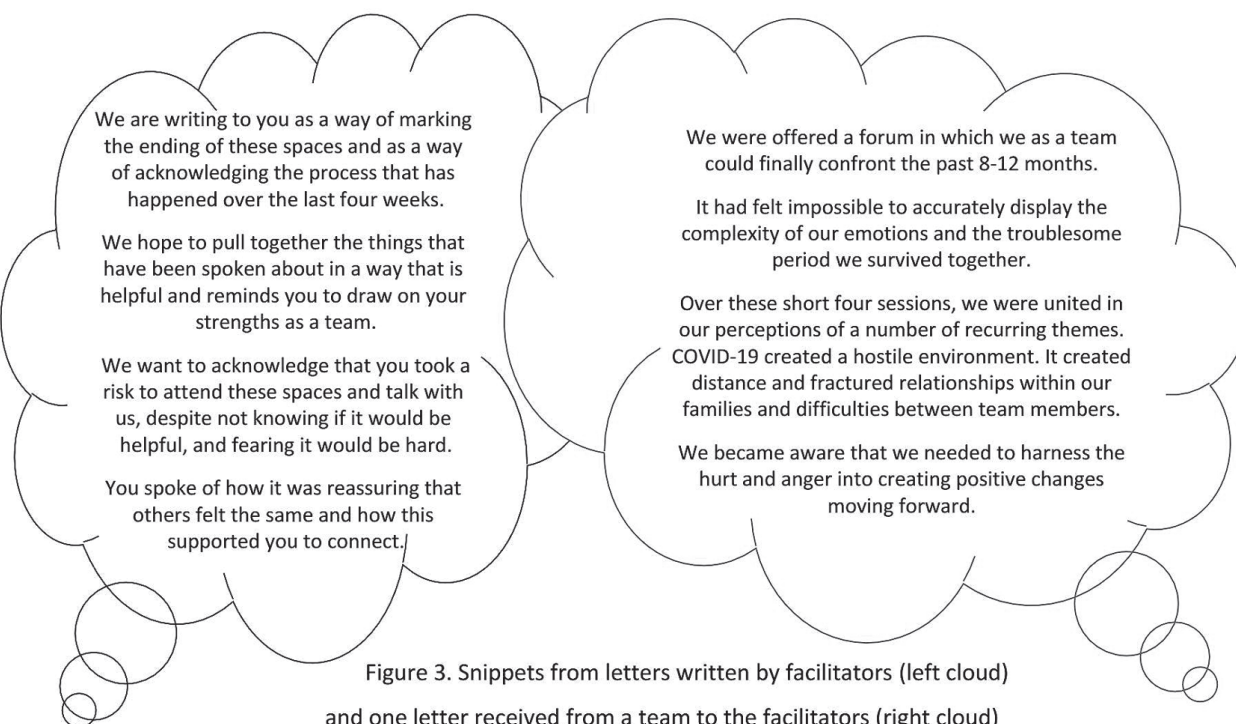 We are writing to you as a way of marking
the ending of these spaces and as a way
of acknowledging the process that has
happened over the last four weeks.
We hope to pull together the things that
have been spoken about in a way that is
helpful and reminds you to draw on your
strengths as a team.
We want to acknowledge that you took a
risk to attend these spaces and talk with
us, despite not knowing if it would be
helpful, and fearing it would be hard.
You spoke of how it was reassuring that
others felt the same and how this
supported you to connect.
We were offered a forum in which we as a team
could finally confront the past 8-12 months.
It had felt impossible to accurately display the
complexity of our emotions and the troublesome
period we survived together.
Over these short four sessions, we were united in
our perceptions of a number of recurring themes.
COVID-19 created a hostile environment. It created
distance and fractured relationships within our
families and difficulties between team members.
We became aware that we needed to harness the
hurt and anger into creating positive changes
moving forward.
Figure 3. Snippets from letters written by facilitators (left cloud)
and one letter received from a team to the facilitators (right cloud)